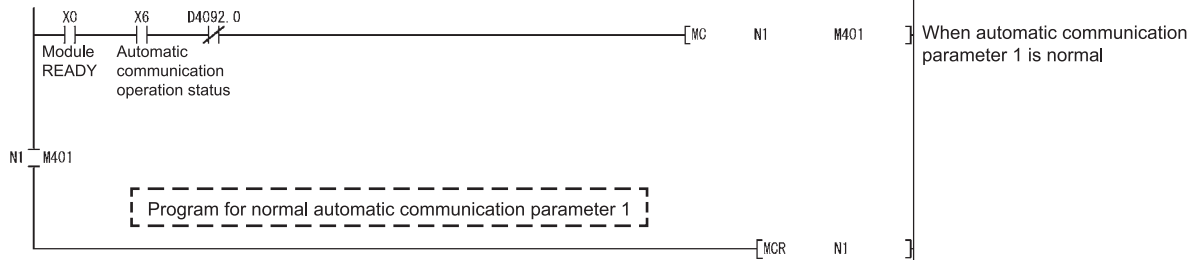 X0 X6 D4092.0
[MC N1 M401 ] When automatic communication
parameter 1 is normal
Module Automatic
READY communication
operation status
N1 M401
Program for normal automatic communication parameter 1
[MCR N1 ]